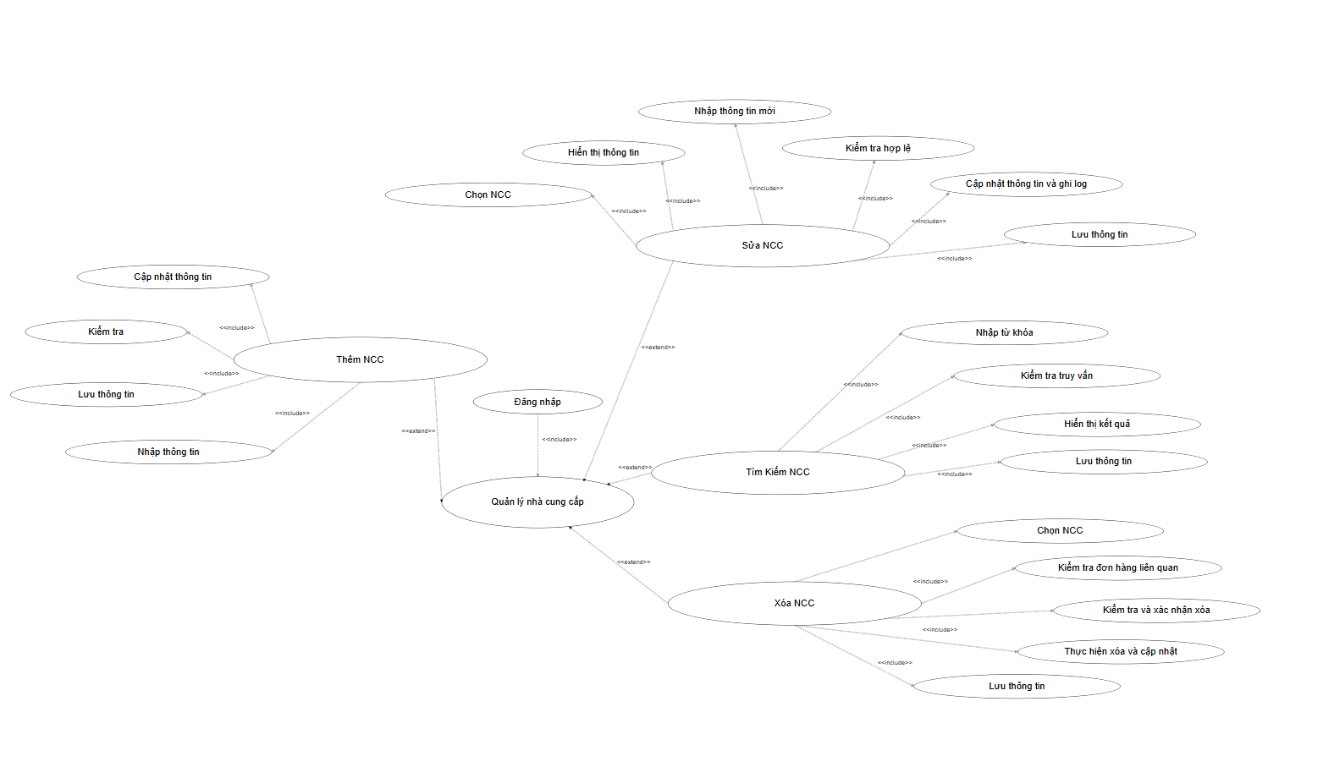 Nhập thông tin mới
Kiểm tra hợp lệ
Hiển thị thông tin
Cập nhật thông tin và ghi log
Chọn NCC
<<include>>
<<include>>
<<include>>
<<include>>
<<include>>
Lưu thông tin
Sửa NCC
<<include>>
Cập nhật thông tin
<<include>>
Kiểm tra
Nhập từ khóa
<<extend>>
Thêm NCC
<<include>>
Kiểm tra truy vấn
<<include>>
Lưu thông tin
Đăng nhập
<<include>>
<<include>>
Hiển thị kết quả
<<extend>>
<<include>>
<<include>>
Nhập thông tin
Lưu thông tin
<<extend>>
Tìm Kiếm NCC
<<include>>
Quản lý nhà cung cấp
Chọn NCC
<<extend>>
Kiểm tra đơn hàng liên quan
<<include>>
Xóa NCC
Kiểm tra và xác nhận xóa
<<include>>
Thực hiện xóa và cập nhật
<<include>>
Lưu thông tin